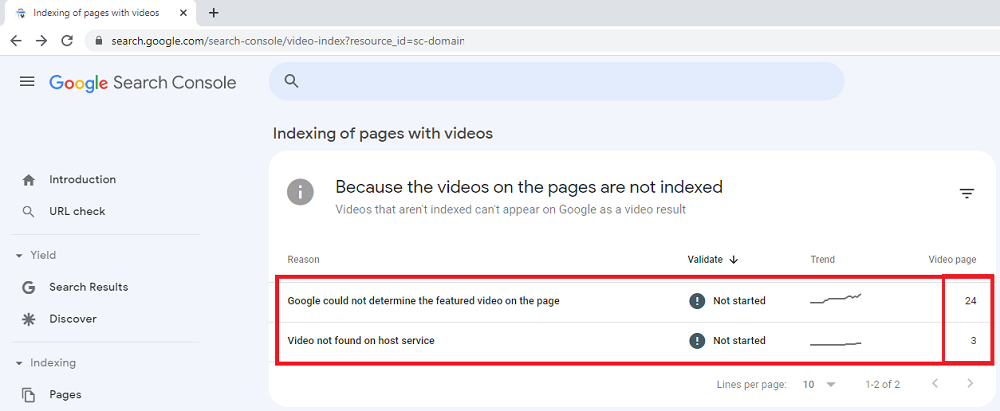 Indexing of pages with videos
search.google.com/search-console/video-index?resource_id=sc-domain
Google Search Console
Indexing of pages with videos
Introduction
URL check
Yield
Search Results
Discover
Indexing
Pages
Because the videos on the pages are not indexed
Videos that aren't indexed can't appear on Google as a video result
Reason Validate Trend Video page
Google could not determine the featured video on the page Not started 24
Video not found on host service Not started 3
Lines per page: 10 1-2 of 2